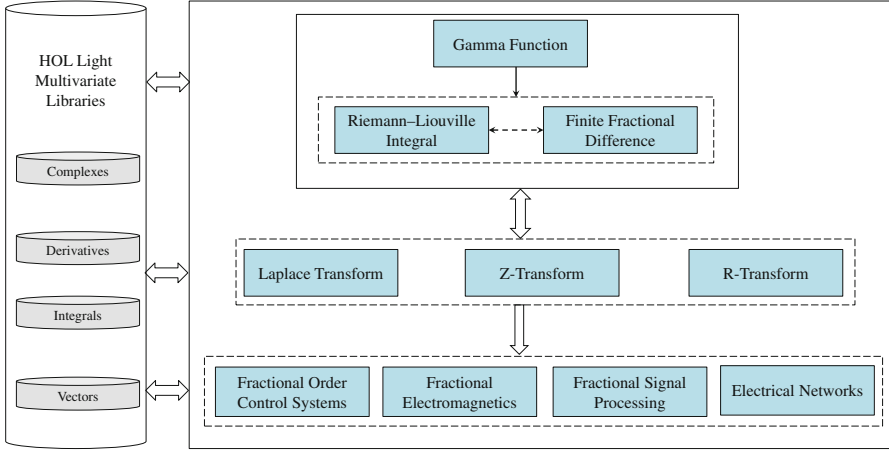 HOL Light
Multivariate
Libraries
Complexes
Derivatives
Integrals
Vectors
Gamma Function
Riemann–Liouville
Integral
Finite Fractional
Difference
Laplace Transform
Z-Transform
R-Transform
Fractional Order
Control Systems
Fractional
Electromagnetics
Fractional Signal
Processing
Electrical Networks